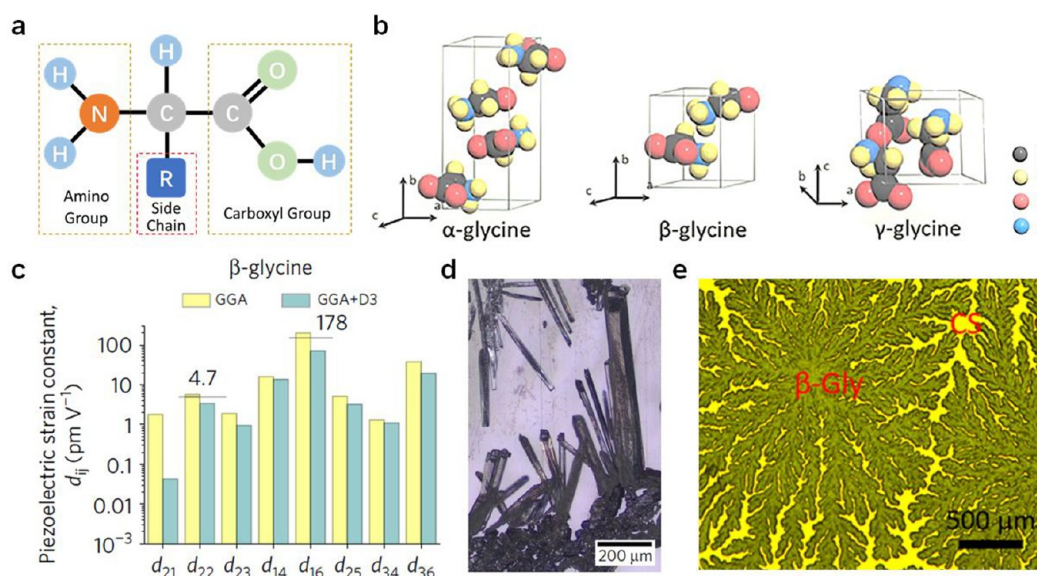 a
H
H
O
N
C
C
H
R
O
H
Amino
Group
Side
Chain
Carboxyl Group
b
b
c
a
α-glycine
b
c
a
β-glycine
c
b
a
γ-glycine
c
β-glycine
GGA
GGA+D3
Piezoelectric strain constant,
d_ij (pm V⁻¹)
100
10
1
0.1
0.01
10⁻³
4.7
178
d₂₁
d₂₂
d₂₃
d₁₄
d₁₆
d₂₅
d₃₄
d₃₆
d
200 μm
e
CS
β-Gly
500 μm